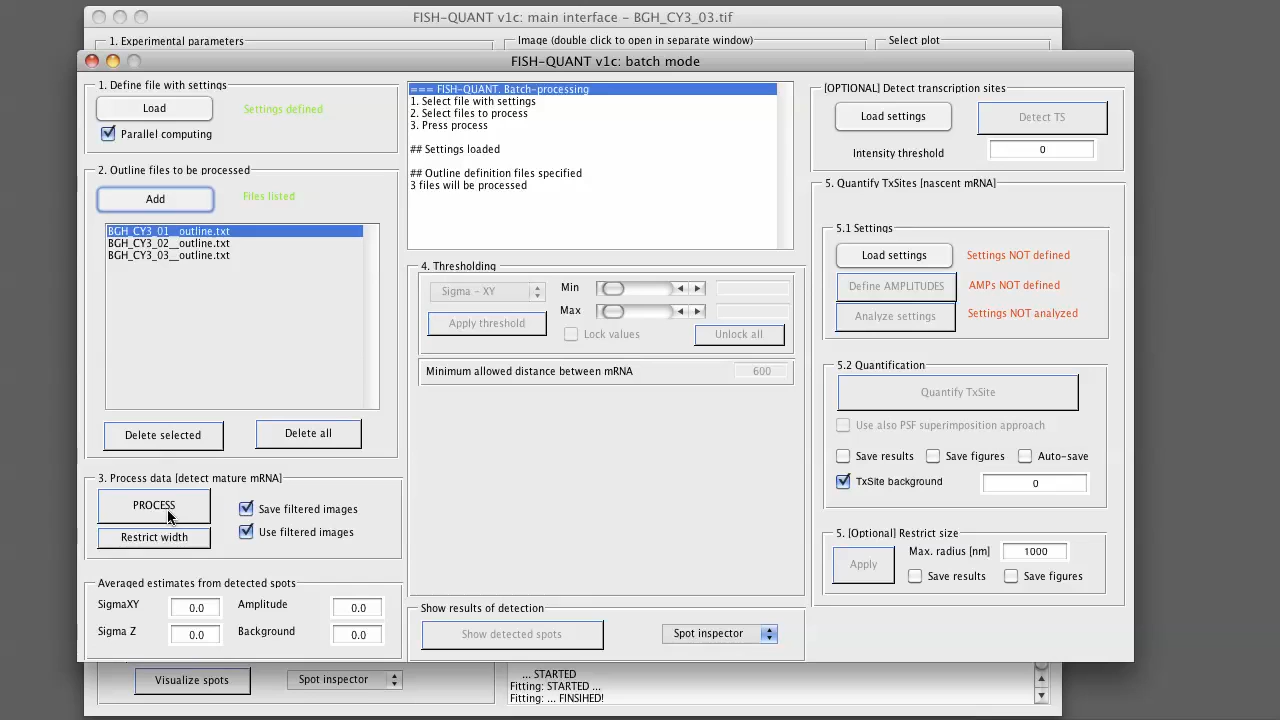 FISH-QUANT v1c: main interface - BGH_CY3_03.tif
1. Experimental parameters
Image (double click to open in separate window)
Select plot
FISH-QUANT v1c: batch mode
1. Define file with settings
Load
Settings defined
Parallel computing
2. Outline files to be processed
Add
Files listed
BGH_CY3_01__outline.txt
BGH_CY3_02__outline.txt
BGH_CY3_03__outline.txt
Delete selected
Delete all
3. Process data [detect mature mRNA]
PROCESS
Save filtered images
Restrict width
Use filtered images
Averaged estimates from detected spots
SigmaXY
0.0
Amplitude
0.0
Sigma Z
0.0
Background
0.0
=== FISH-QUANT. Batch-processing
1. Select file with settings
2. Select files to process
3. Press process
## Settings loaded
## Outline definition files specified
3 files will be processed
4. Thresholding
Sigma - XY
Min
Max
Apply threshold
Lock values
Unlock all
Minimum allowed distance between mRNA
600
Show results of detection
Show detected spots
Spot inspector
[OPTIONAL] Detect transcription sites
Load settings
Detect TS
Intensity threshold
0
5. Quantify TxSites [nascent mRNA]
5.1 Settings
Load settings
Settings NOT defined
Define AMPLITUDES
AMPs NOT defined
Analyze settings
Settings NOT analyzed
5.2 Quantification
Quantify TxSite
Use also PSF superimposition approach
Save results
Save figures
Auto-save
TxSite background
0
5. [Optional] Restrict size
Apply
Max. radius [nm]
1000
Save results
Save figures
Visualize spots
Spot inspector
... STARTED
Fitting: STARTED ...
Fitting: ... FINSIHED!